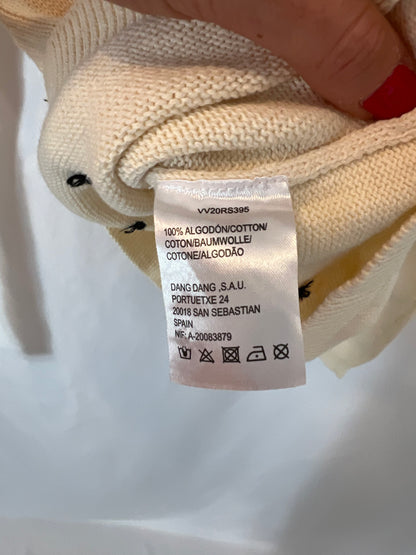 VV20RS395
100% ALGODÓN/COTTON/
COTON/BAUMWOLLE/
COTONE/ALGODÃO
DANG DANG ,S.A.U.
PORTUETXE 24
20018 SAN SEBASTIAN
SPAIN
NIF: A-20083879